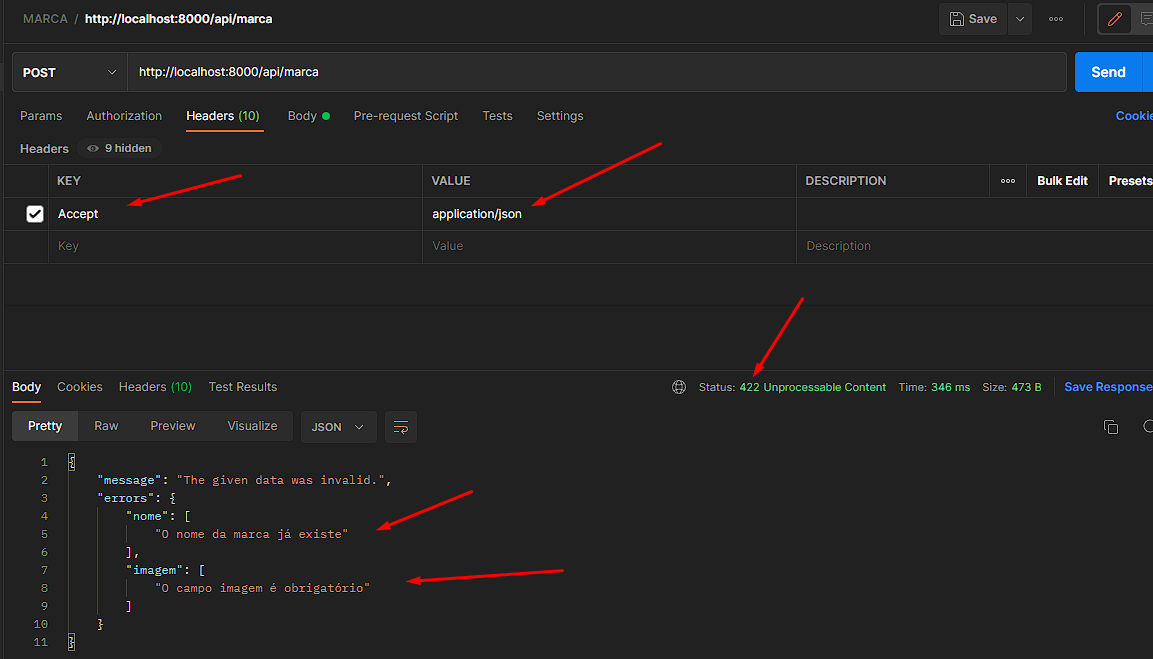 MARCA / http://localhost:8000/api/marca
Save
POST http://localhost:8000/api/marca Send
Params Authorization Headers (10) Body Pre-request Script Tests Settings Cookie
Headers 9 hidden
KEY VALUE DESCRIPTION Bulk Edit Presets
Accept application/json
Key Value Description
Body Cookies Headers (10) Test Results Status: 422 Unprocessable Content Time: 346 ms Size: 473 B Save Response
Pretty Raw Preview Visualize JSON
1 {
2 "message": "The given data was invalid.",
3 "errors": {
4 "nome": [
5 "O nome da marca já existe"
6 ],
7 "imagem": [
8 "O campo imagem é obrigatório"
9 ]
10 }
11 }